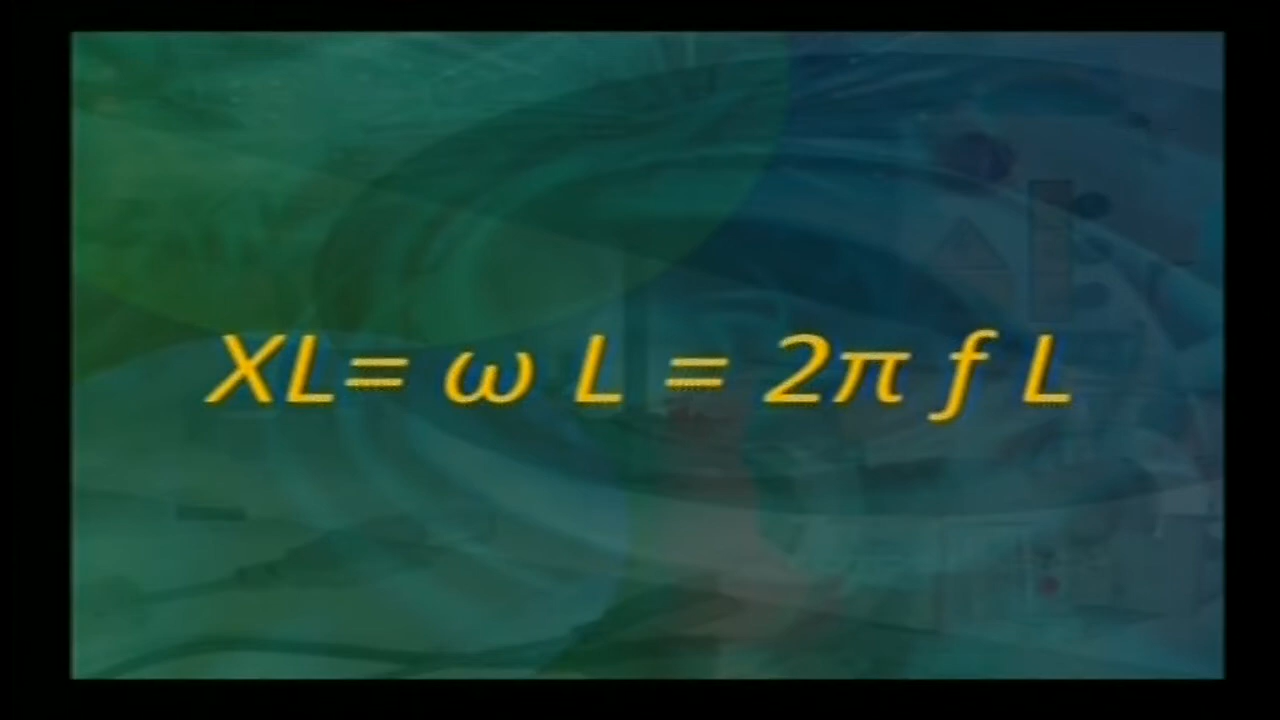 XL= ω L = 2π f L